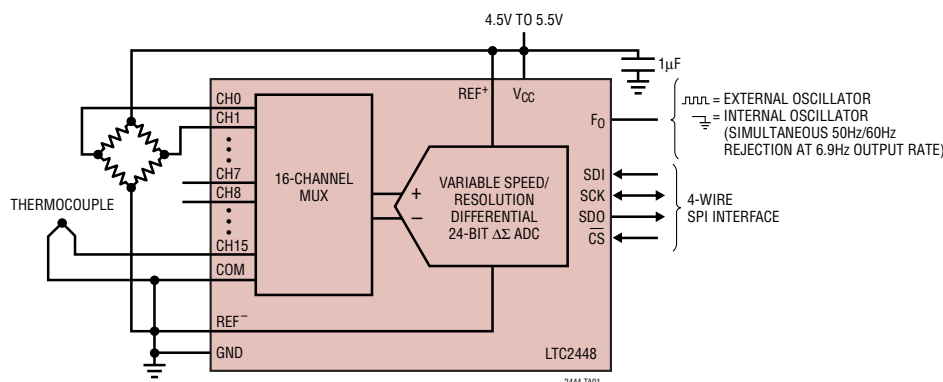 4.5V TO 5.5V
1µF
REF⁺
VCC
CH0
CH1
CH7
CH8
CH15
COM
REF⁻
GND
THERMOCOUPLE
16-CHANNEL
MUX
+
−
VARIABLE SPEED/
RESOLUTION
DIFFERENTIAL
24-BIT ΔΣ ADC
FO
SDI
SCK
SDO
CS
= EXTERNAL OSCILLATOR
= INTERNAL OSCILLATOR
(SIMULTANEOUS 50Hz/60Hz
REJECTION AT 6.9Hz OUTPUT RATE)
4-WIRE
SPI INTERFACE
LTC2448
2444 TA01